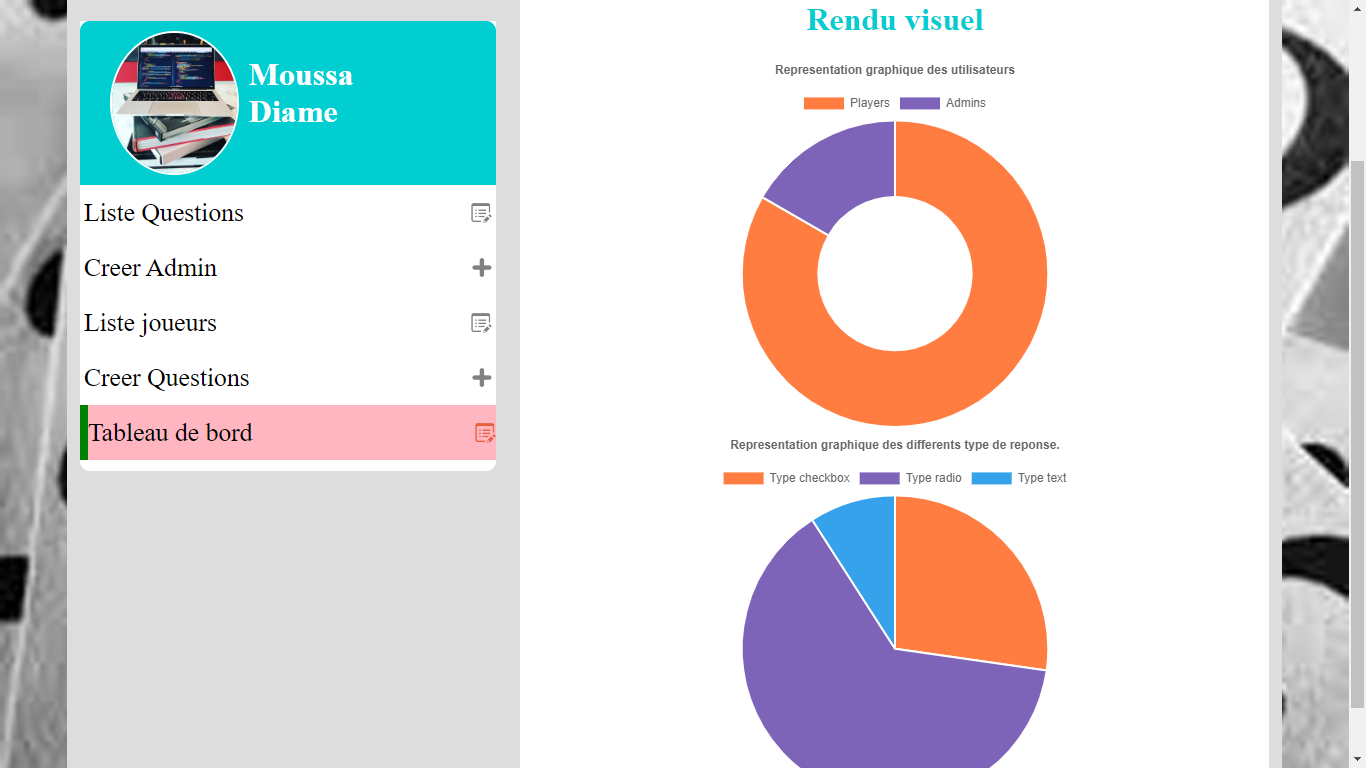 Moussa
Diame
Liste Questions
Creer Admin
Liste joueurs
Creer Questions
Tableau de bord
Rendu visuel
Representation graphique des utilisateurs
Players Admins
Representation graphique des differents type de reponse.
Type checkbox Type radio Type text